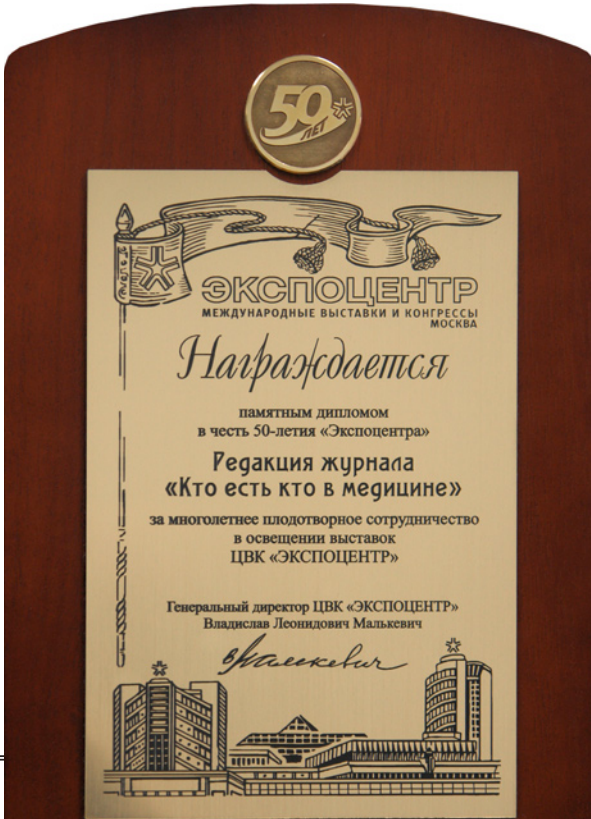 50
ЛЕТ
ЭКСПОЦЕНТР
МЕЖДУНАРОДНЫЕ ВЫСТАВКИ И КОНГРЕССЫ
МОСКВА
Награждается
памятным дипломом
в честь 50-летия «Экспоцентра»
Редакция журнала
«Кто есть кто в медицине»
за многолетнее плодотворное сотрудничество
в освещении выставок
ЦВК «ЭКСПОЦЕНТР»
Генеральный директор ЦВК «ЭКСПОЦЕНТР»
Владислав Леонидович Малькевич
вМалькевич